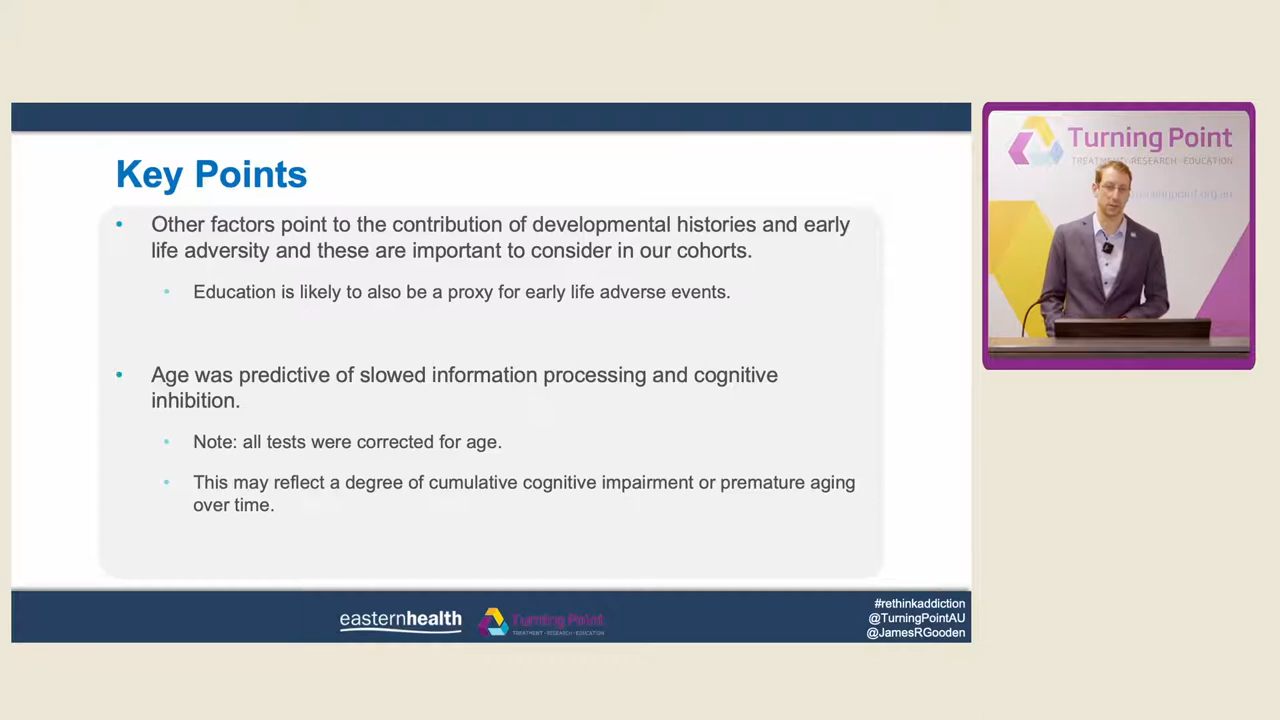 Key Points
• Other factors point to the contribution of developmental histories and early
life adversity and these are important to consider in our cohorts.
• Education is likely to also be a proxy for early life adverse events.
• Age was predictive of slowed information processing and cognitive
inhibition.
• Note: all tests were corrected for age.
• This may reflect a degree of cumulative cognitive impairment or premature aging
over time.
easternhealth
Turning Point
TREATMENT • RESEARCH • EDUCATION
#rethinkaddiction
@TurningPointAU
@JamesRGooden
Turning Point
TREATMENT • RESEARCH • EDUCATION